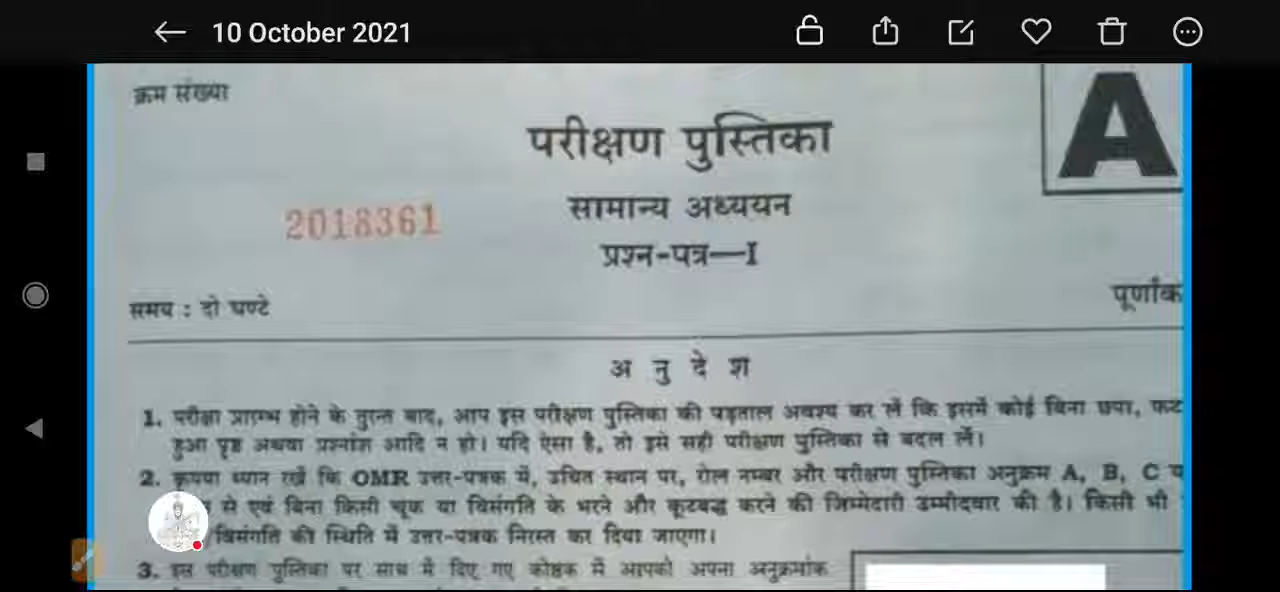 10 October 2021
क्रम संख्या
A
परीक्षण पुस्तिका
सामान्य अध्ययन
2018361
प्रश्न-पत्र—I
समय : दो घण्टे
पूर्णांक
अ नु दे श
1. परीक्षा प्रारम्भ होने के तुरन्त बाद, आप इस परीक्षण पुस्तिका की पड़ताल अवश्य कर लें कि इसमें कोई बिना छपा, फट
हुआ पृष्ठ अथवा प्रश्नांश आदि न हो। यदि ऐसा है, तो इसे सही परीक्षण पुस्तिका से बदल लें।
2. कृपया ध्यान रखें कि OMR उत्तर-पत्रक में, उचित स्थान पर, रोल नम्बर और परीक्षण पुस्तिका अनुक्रम A, B, C
से एवं बिना किसी चूक या विसंगति के भरने और कूटबद्ध करने की जिम्मेदारी उम्मीदवार की है। किसी भी
/विसंगति की स्थिति में उत्तर-पत्रक निरस्त कर दिया जाएगा।
3. इस परीक्षण पुस्तिका पर साथ में दिए गए कोष्ठक में आपको अपना अनुक्रमांक